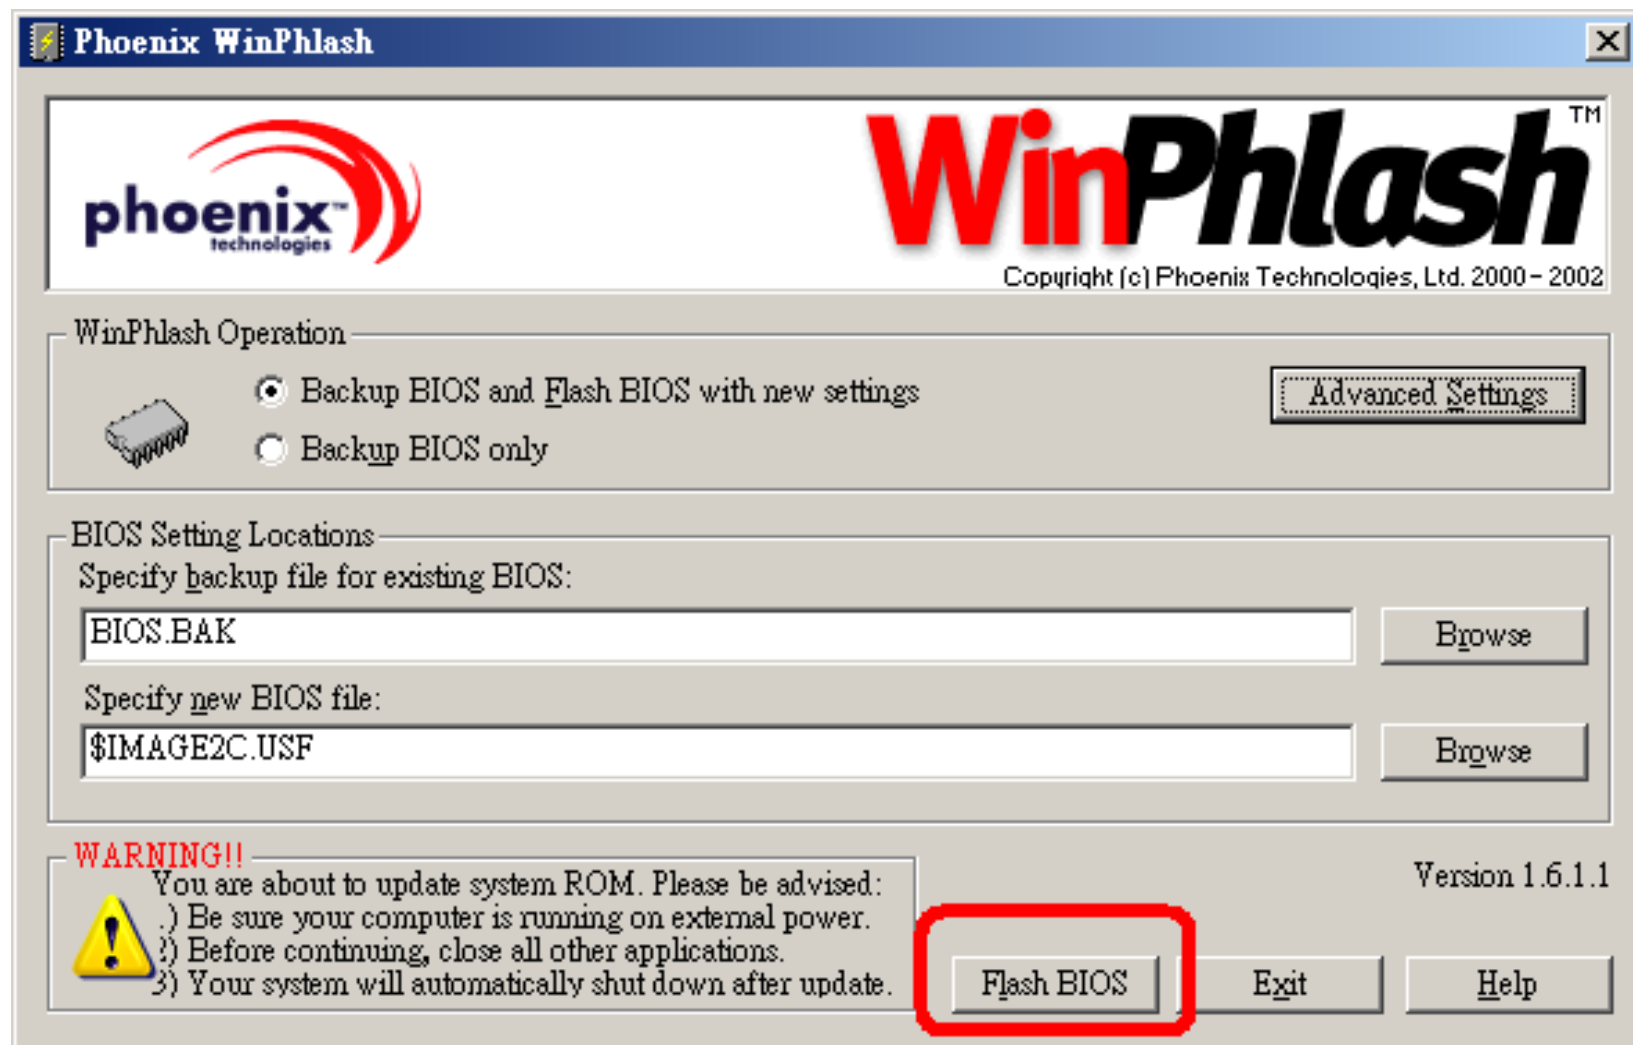 Phoenix WinPhlash
phoenix™
technologies
WinPhlash™
Copyright (c) Phoenix Technologies, Ltd. 2000 - 2002
WinPhlash Operation
Backup BIOS and Flash BIOS with new settings
Advanced Settings
Backup BIOS only
BIOS Setting Locations
Specify backup file for existing BIOS:
BIOS.BAK
Browse
Specify new BIOS file:
$IMAGE2C.USF
Browse
WARNING!!
You are about to update system ROM. Please be advised:
.) Be sure your computer is running on external power.
2) Before continuing, close all other applications.
3) Your system will automatically shut down after update.
Version 1.6.1.1
Flash BIOS
Exit
Help